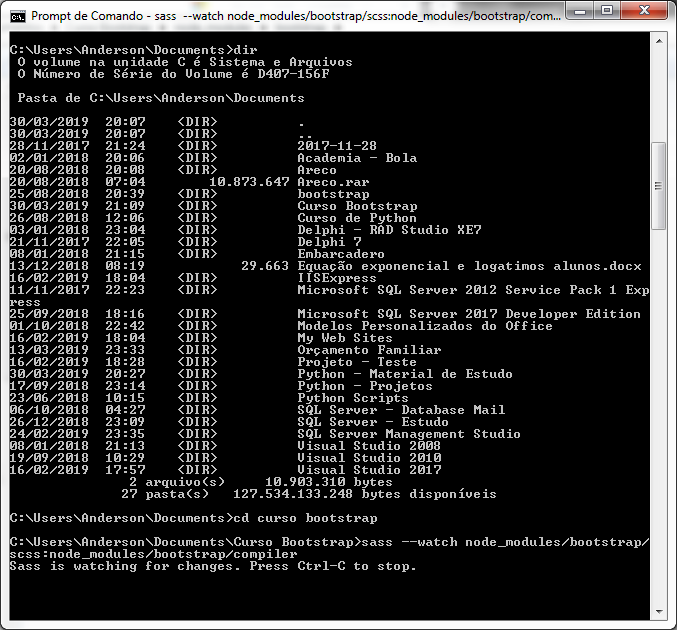 Prompt de Comando - sass --watch node_modules/bootstrap/scss:node_modules/bootstrap/com...
C:\Users\Anderson\Documents>dir
O volume na unidade C é Sistema e Arquivos
O Número de Série do Volume é D407-156F
Pasta de C:\Users\Anderson\Documents
30/03/2019 20:07 <DIR> .
30/03/2019 20:07 <DIR> ..
28/11/2017 21:24 <DIR> 2017-11-28
02/01/2018 20:06 <DIR> Academia - Bola
20/08/2018 20:08 <DIR> Areco
20/08/2018 07:04 10.873.647 Areco.rar
25/08/2018 20:39 <DIR> bootstrap
30/03/2019 21:09 <DIR> Curso Bootstrap
26/08/2018 12:06 <DIR> Curso de Python
03/01/2018 23:04 <DIR> Delphi - RAD Studio XE7
21/11/2017 22:05 <DIR> Delphi 7
08/01/2018 21:15 <DIR> Embarcadero
13/12/2018 08:19 29.663 Equação exponencial e logatimos alunos.docx
16/02/2019 18:04 <DIR> IISExpress
11/11/2017 22:23 <DIR> Microsoft SQL Server 2012 Service Pack 1 Exp
ress
25/09/2018 18:16 <DIR> Microsoft SQL Server 2017 Developer Edition
01/10/2018 22:42 <DIR> Modelos Personalizados do Office
16/02/2019 18:04 <DIR> My Web Sites
13/03/2019 23:33 <DIR> Orçamento Familiar
16/02/2019 18:28 <DIR> Projeto - Teste
30/03/2019 20:27 <DIR> Python - Material de Estudo
17/09/2018 23:14 <DIR> Python - Projetos
23/06/2018 10:15 <DIR> Python Scripts
06/10/2018 04:27 <DIR> SQL Server - Database Mail
26/12/2018 23:09 <DIR> SQL Server - Estudo
24/02/2019 23:35 <DIR> SQL Server Management Studio
08/01/2018 21:13 <DIR> Visual Studio 2008
19/09/2018 10:29 <DIR> Visual Studio 2010
16/02/2019 17:57 <DIR> Visual Studio 2017
2 arquivo(s) 10.903.310 bytes
27 pasta(s) 127.534.133.248 bytes disponíveis
C:\Users\Anderson\Documents>cd curso bootstrap
C:\Users\Anderson\Documents\Curso Bootstrap>sass --watch node_modules/bootstrap/
scss:node_modules/bootstrap/compiler
Sass is watching for changes. Press Ctrl-C to stop.